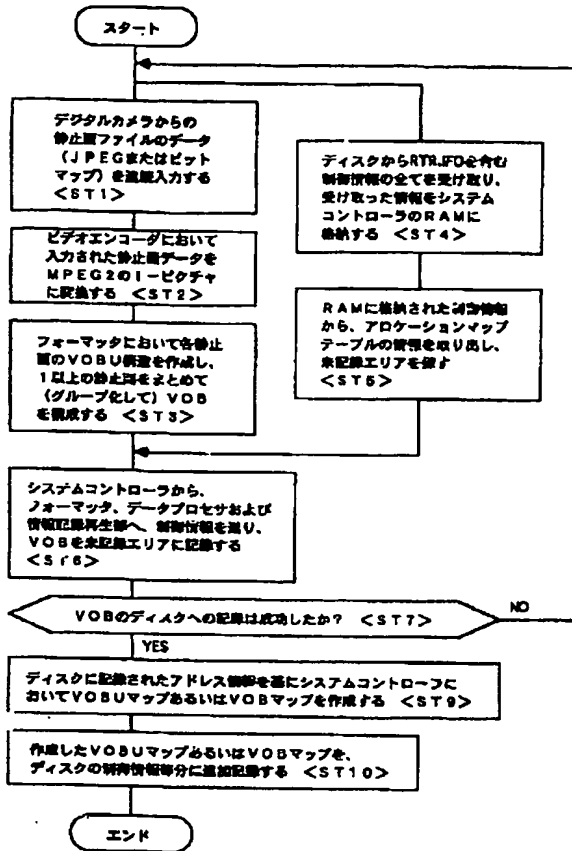 スタート
デジタルカメラからの
静止画ファイルのデータ
(JPEGまたはビット
マップ)を連続入力する
<ST1>
ビデオエンコーダにおいて
入力された静止画データを
MPEG2のI-ピクチャ
に変換する <ST2>
フォーマッタにおいて各静止
画のVOBU構造を作成し、
1以上の静止画をまとめて
(グループ化して)VOB
を構成する <ST3>
ディスクからRTR.IFOを含む
制御情報の全てを受け取り、
受け取った情報をシステム
コントローラのRAMに
格納する <ST4>
RAMに格納された制御情報
から、アロケーションマップ
テーブルの情報を取り出し、
未記録エリアを探す
<ST5>
システムコントローラから、
フォーマッタ、データプロセサおよび
情報記録再生部へ、制御情報を送り、
VOBを未記録エリアに記録する
<ST6>
VOBのディスクへの記録は成功したか? <ST7>
NO
YES
ディスクに記録されたアドレス情報を基にシステムコントローラに
おいてVOBUマップあるいはVOBマップを作成する <ST9>
作成したVOBUマップあるいはVOBマップを、
ディスクの制御情報部分に追加記録する <ST10>
エンド